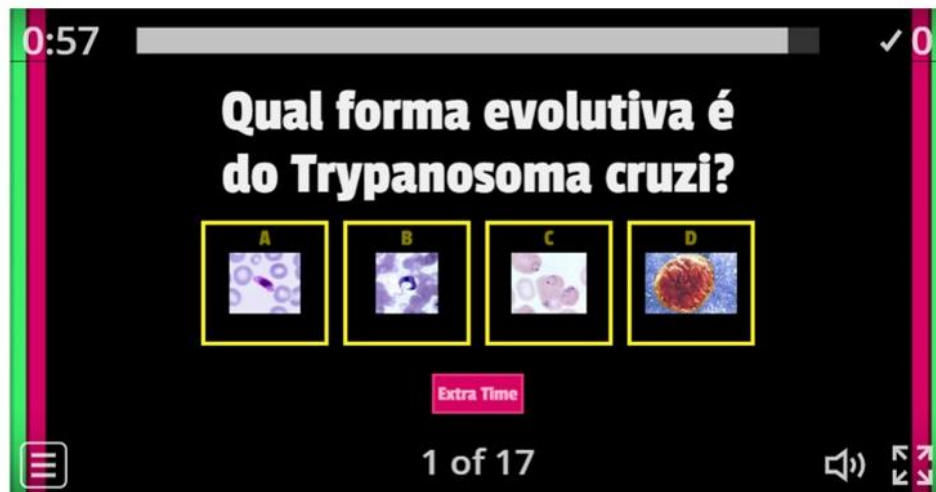 0:57
✓ 0
Qual forma evolutiva é
do Trypanosoma cruzi?
A
B
C
D
Extra Time
1 of 17